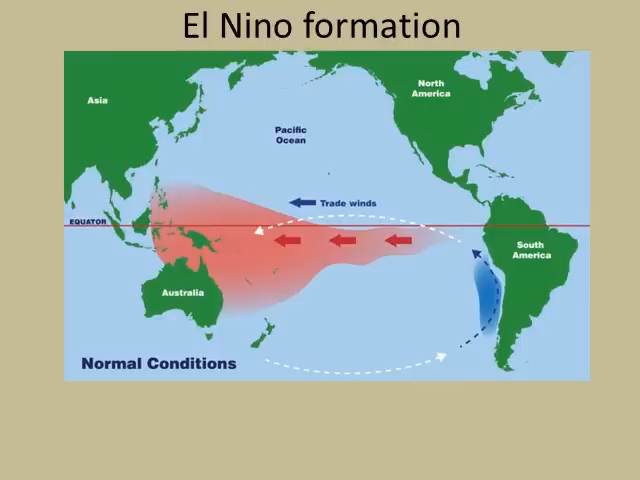 El Nino formation
Asia
North
America
Pacific
Ocean
Trade winds
EQUATOR
South
America
Australia
Normal Conditions